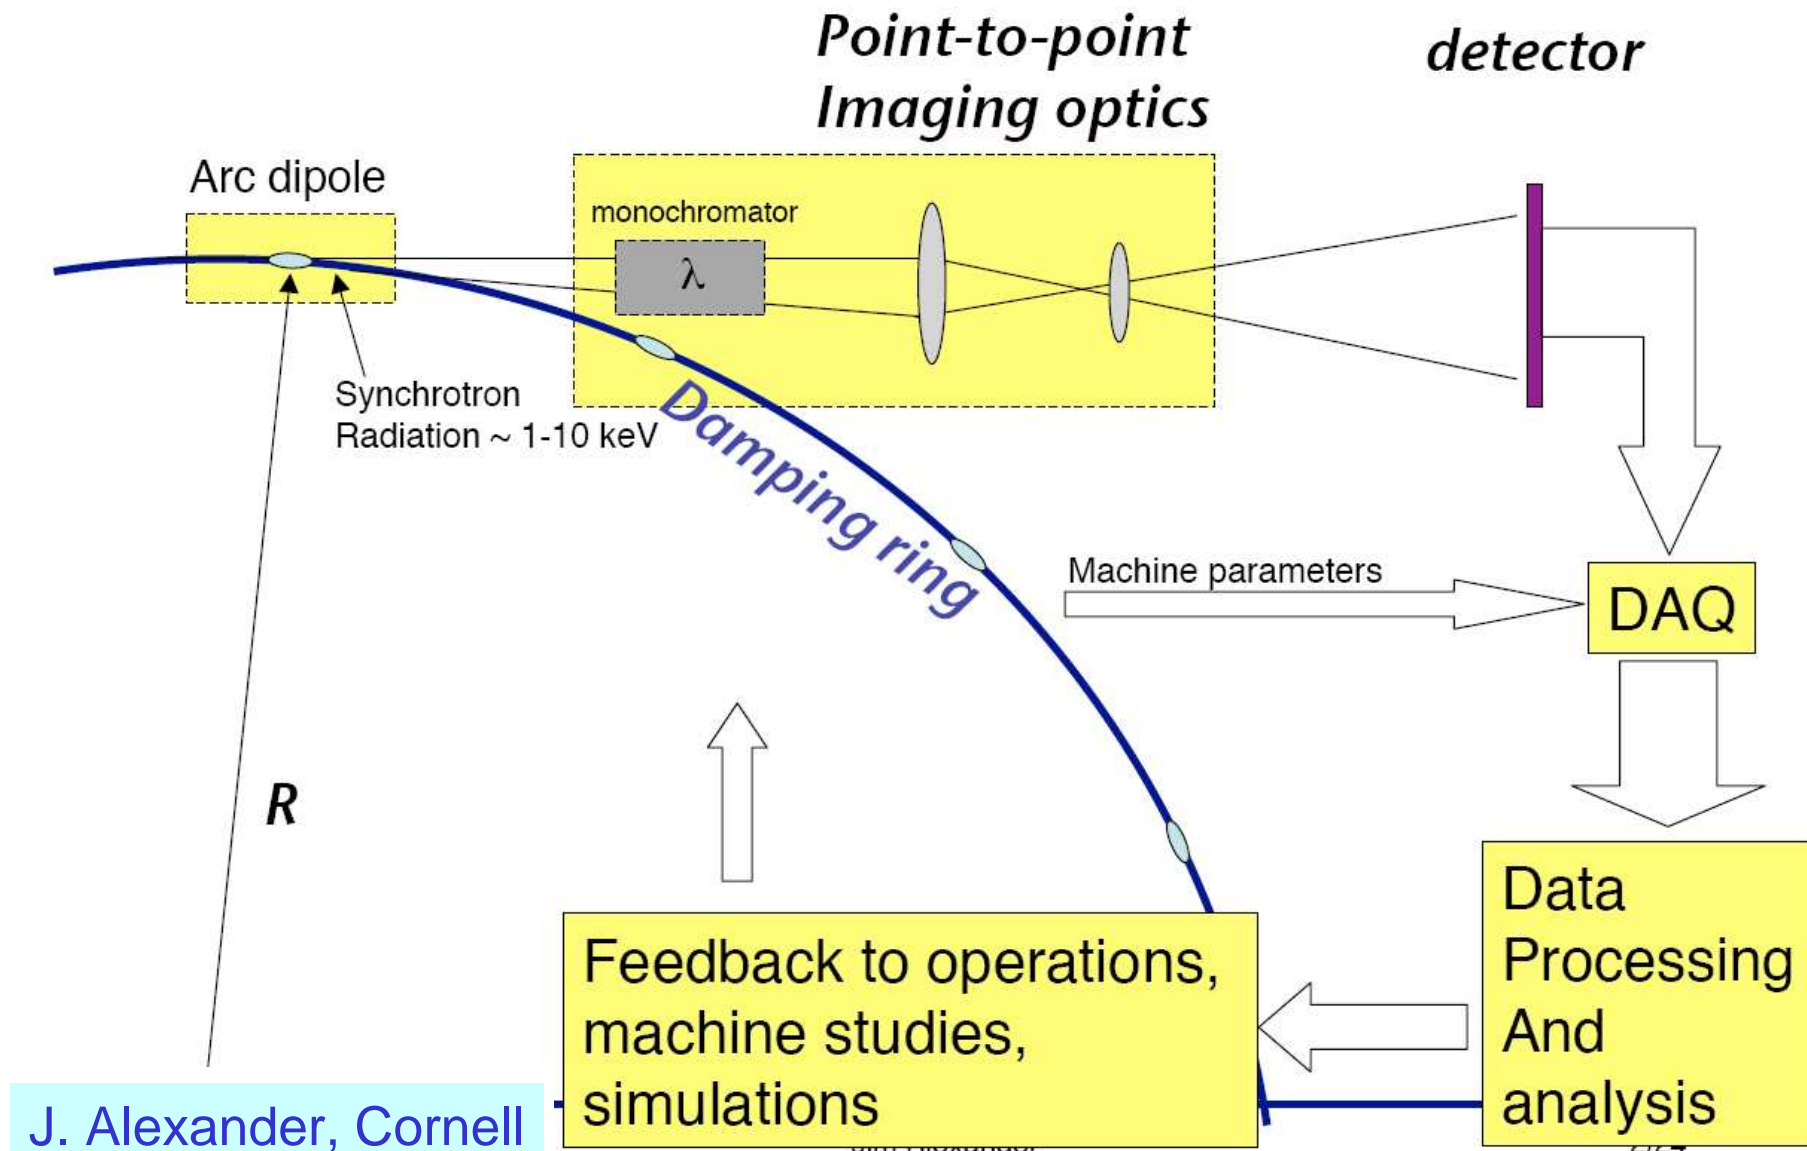 Point-to-point
Imaging optics
detector
Arc dipole
monochromator
λ
Synchrotron
Radiation ~ 1-10 keV
Damping ring
Machine parameters
DAQ
R
Data
Processing
And
analysis
Feedback to operations,
machine studies,
simulations
J. Alexander, Cornell